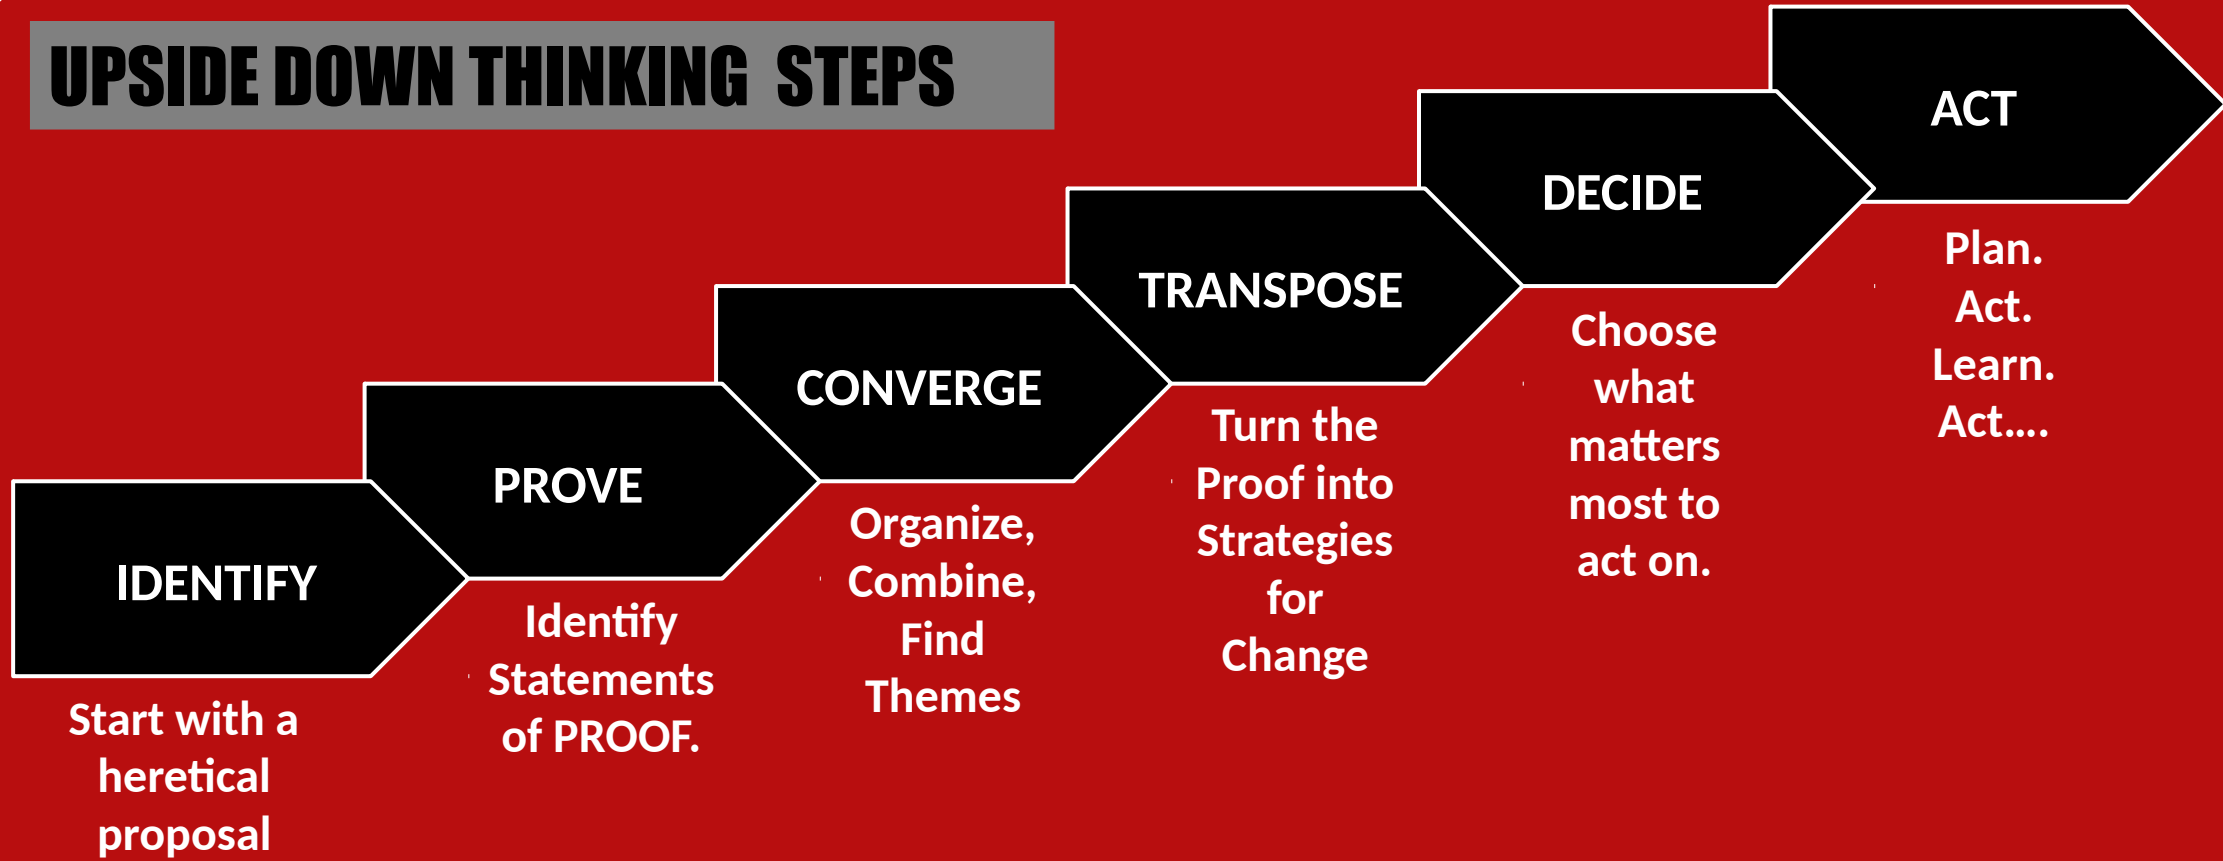 UPSIDE DOWN THINKING STEPS
IDENTIFY
Start with a
heretical
proposal
PROVE
Identify
Statements
of PROOF.
CONVERGE
Organize,
Combine,
Find
Themes
TRANSPOSE
Turn the
Proof into
Strategies
for
Change
DECIDE
Choose
what
matters
most to
act on.
ACT
Plan.
Act.
Learn.
Act....